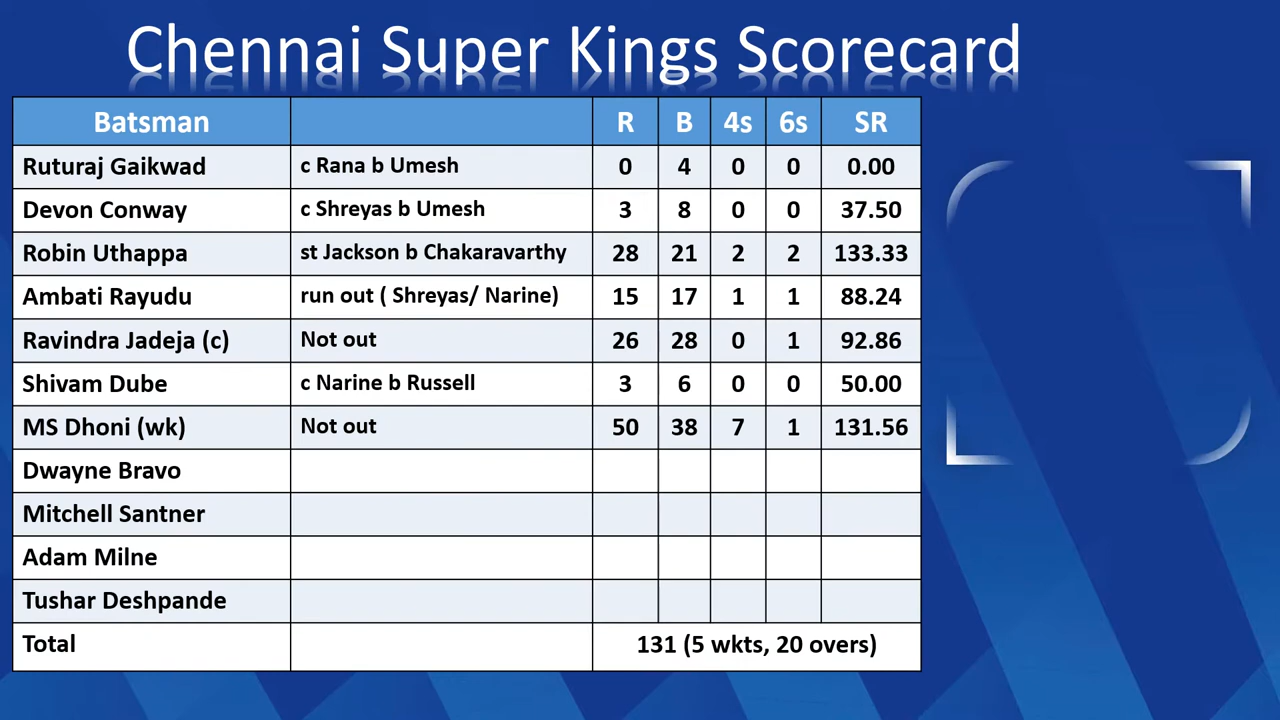 Chennai Super Kings Scorecard
Batsman R B 4s 6s SR
Ruturaj Gaikwad c Rana b Umesh 0 4 0 0 0.00
Devon Conway c Shreyas b Umesh 3 8 0 0 37.50
Robin Uthappa st Jackson b Chakaravarthy 28 21 2 2 133.33
Ambati Rayudu run out ( Shreyas/ Narine) 15 17 1 1 88.24
Ravindra Jadeja (c) Not out 26 28 0 1 92.86
Shivam Dube c Narine b Russell 3 6 0 0 50.00
MS Dhoni (wk) Not out 50 38 7 1 131.56
Dwayne Bravo
Mitchell Santner
Adam Milne
Tushar Deshpande
Total 131 (5 wkts, 20 overs)